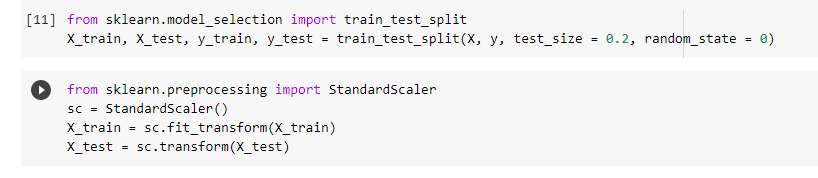 [11] from sklearn.model_selection import train_test_split
X_train, X_test, y_train, y_test = train_test_split(X, y, test_size = 0.2, random_state = 0)
from sklearn.preprocessing import StandardScaler
sc = StandardScaler()
X_train = sc.fit_transform(X_train)
X_test = sc.transform(X_test)